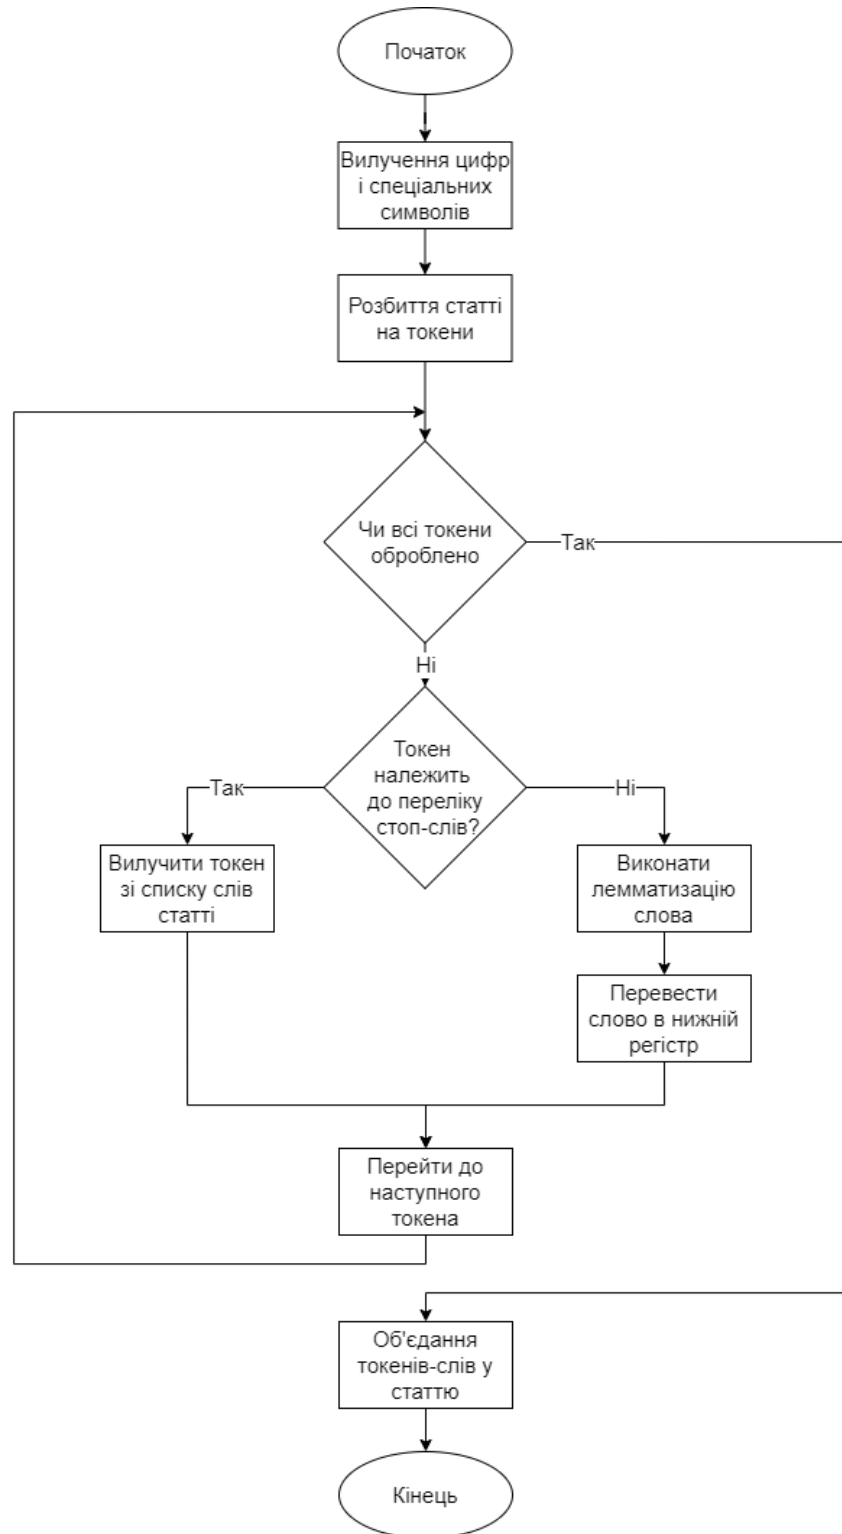 Початок
Вилучення цифр
і спеціальних
символів
Розбиття статті
на токени
Чи всі токени
оброблено
Так
Ні
Токен
належить
до переліку
стоп-слів?
Так
Ні
Вилучити токен
зі списку слів
статті
Виконати
лемматизацію
слова
Перевести
слово в нижній
регістр
Перейти до
наступного
токена
Об'єдання
токенів-слів у
статтю
Кінець